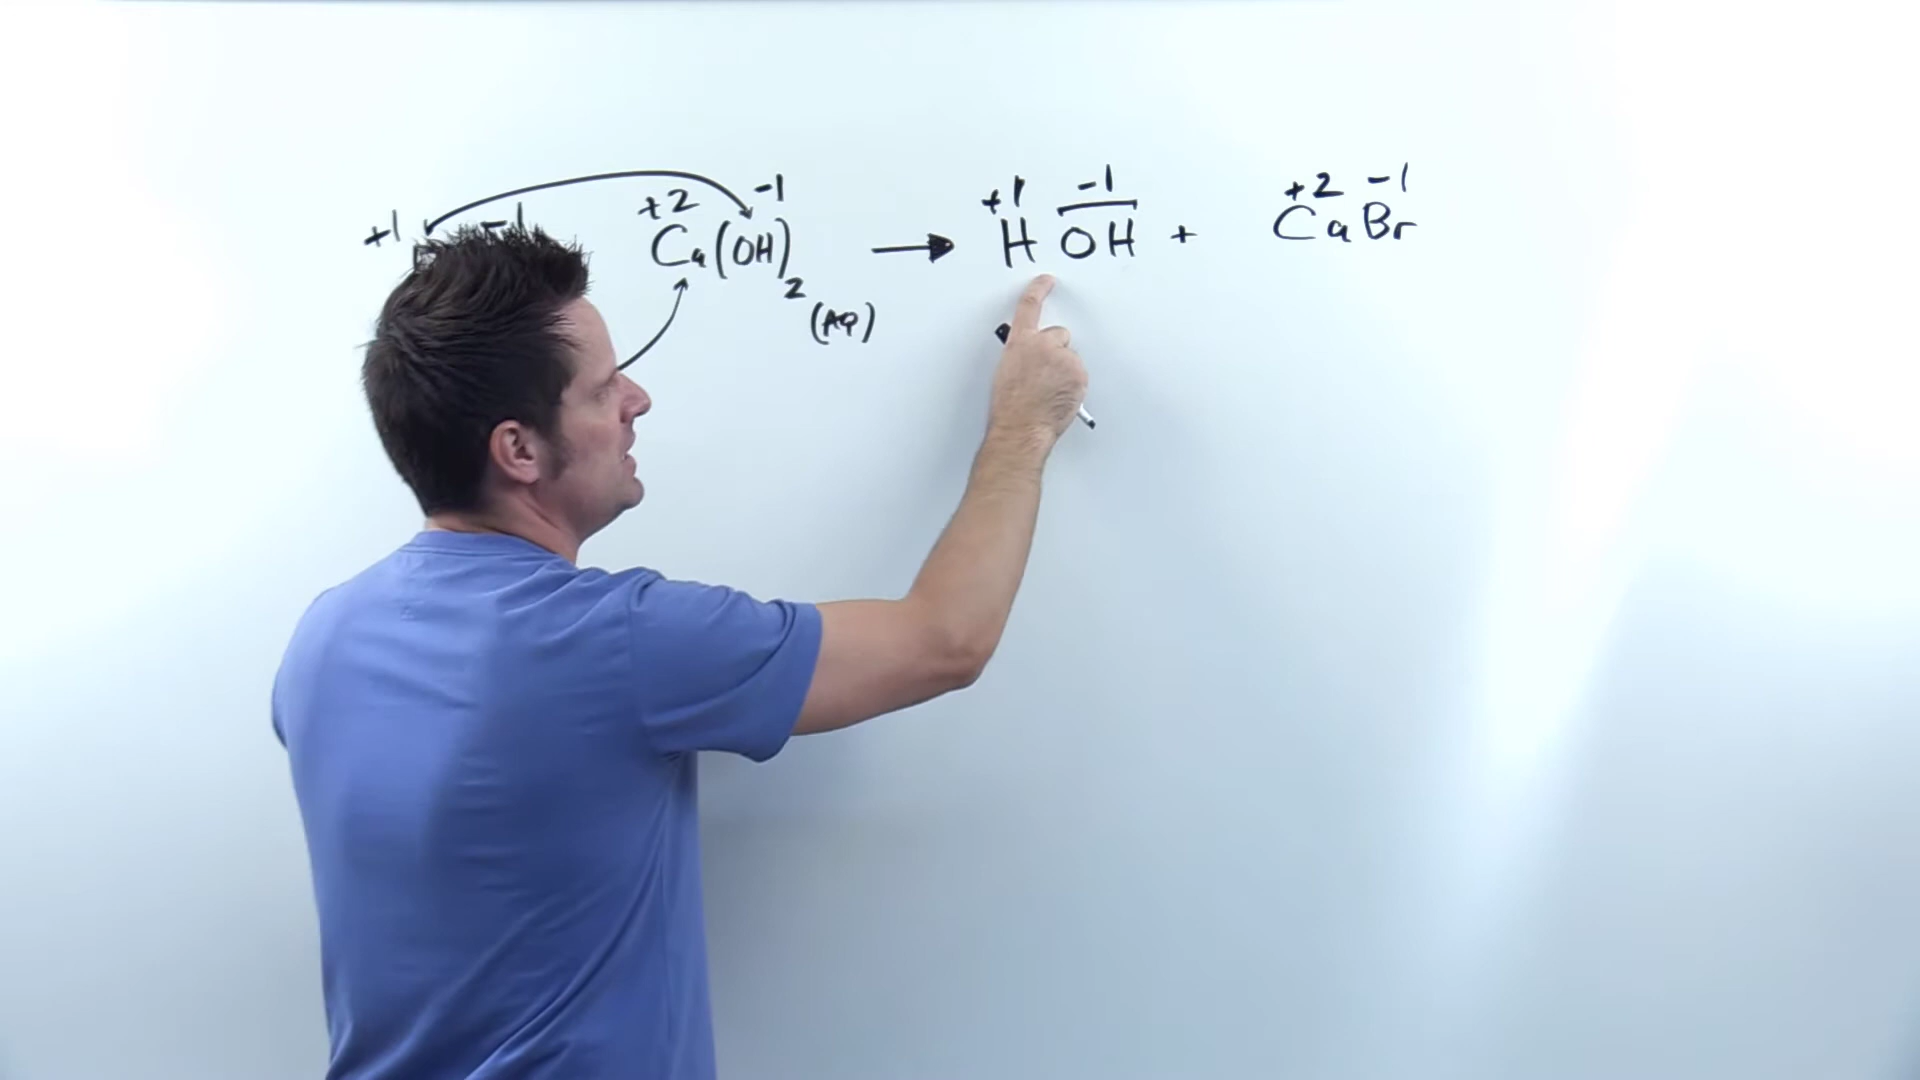 +1 -1 +2 -1 +1 -1 +2 -1
Ca(OH)2 → H OH + CaBr
(AQ)